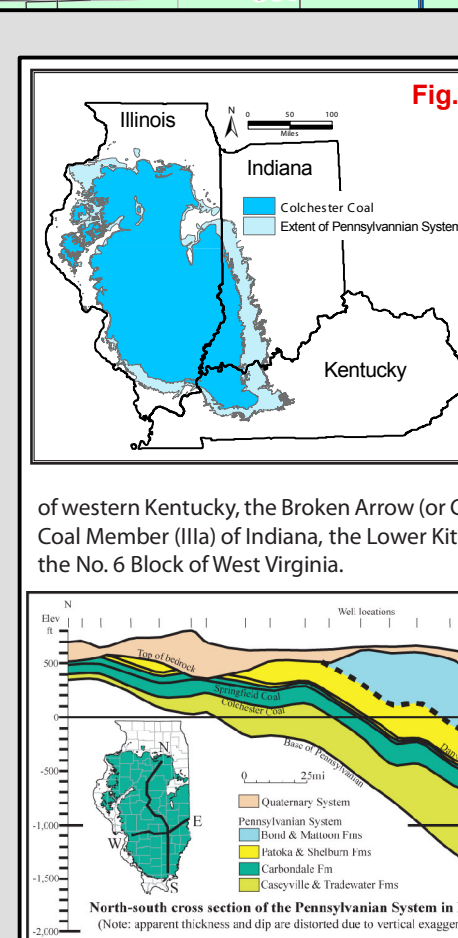 Fig.
Illinois
N
0 50 100
Miles
Indiana
Colchester Coal
Extent of Pennsylvannian System
Kentucky
of western Kentucky, the Broken Arrow (or C
Coal Member (IIIa) of Indiana, the Lower Kit
the No. 6 Block of West Virginia.
N
Elev
ft
Well locations
Top of bedrock
500
Springfield Coal
Colchester Coal
0
Base of Pennsylvanian
Dan
-500
N
0 25mi
Quaternary System
Pennsylvanian System
-1,000
Bond & Mattoon Fms
E
W
Patoka & Shelburn Fms
Carbondale Fm
-1,500
Caseyville & Tradewater Fms
S
North-south cross section of the Pennsylvanian System in
(Note: apparent thickness and dip are distorted due to vertical exagger
-2,000